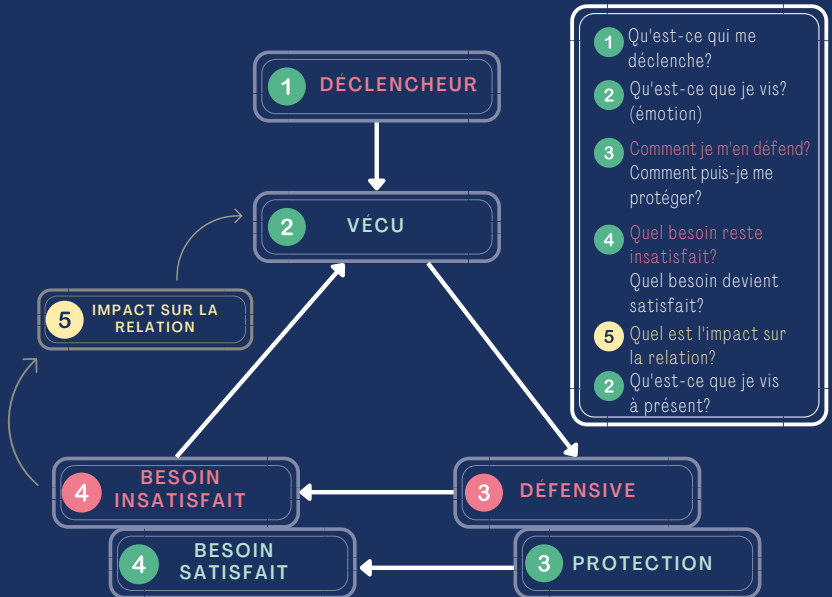 1 DÉCLENCHEUR
2 VÉCU
5 IMPACT SUR LA
RELATION
4 BESOIN
INSATISFAIT
3 DÉFENSIVE
4 BESOIN
SATISFAIT
3 PROTECTION
1 Qu'est-ce qui me
déclenche?
2 Qu'est-ce que je vis?
(émotion)
3 Comment je m'en défend?
Comment puis-je me
protéger?
4 Quel besoin reste
insatisfait?
Quel besoin devient
satisfait?
5 Quel est l'impact sur
la relation?
2 Qu'est-ce que je vis
à présent?